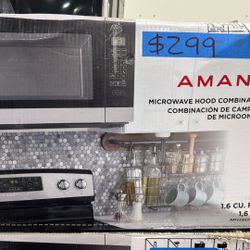 $299
AMAN
MICROWAVE HOOD COMBINA
COMBINACIÓN DE CAMP
DE MICROON
1.6 CU. F
1,6